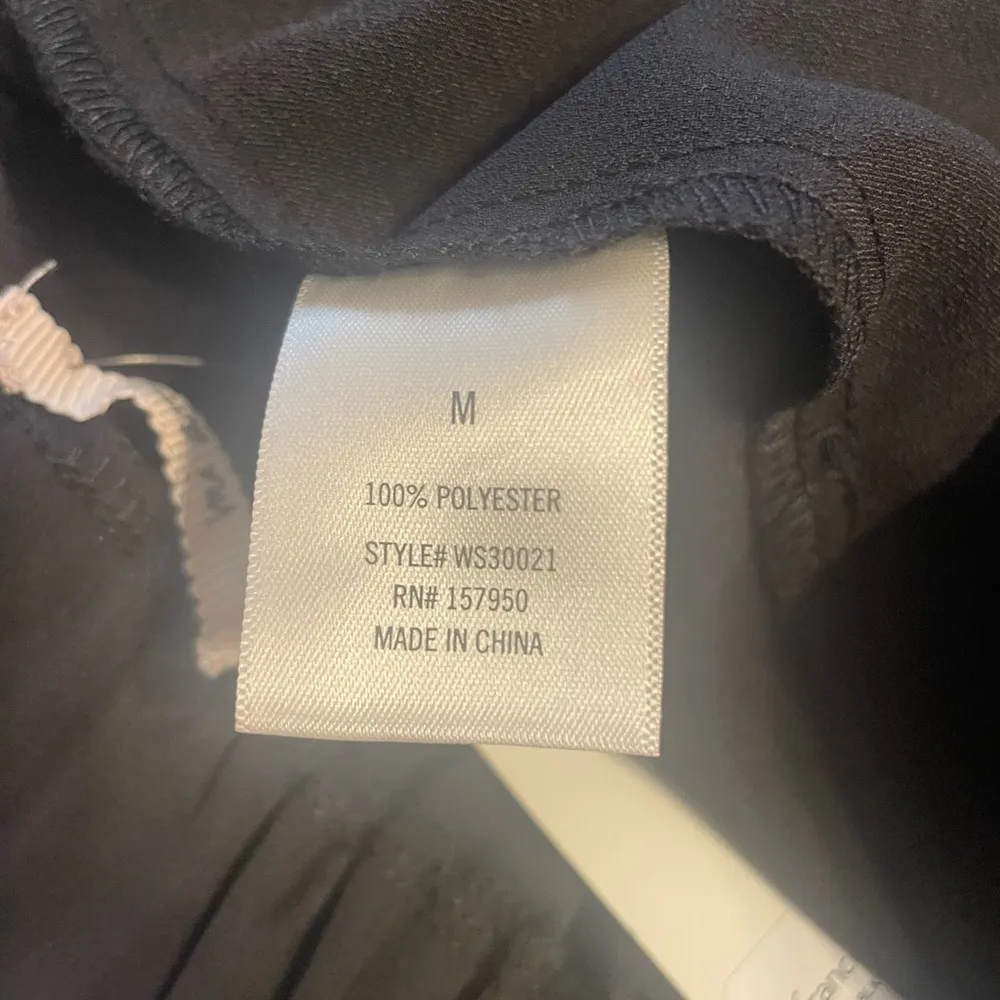 M
100% POLYESTER
STYLE# WS30021
RN# 157950
MADE IN CHINA